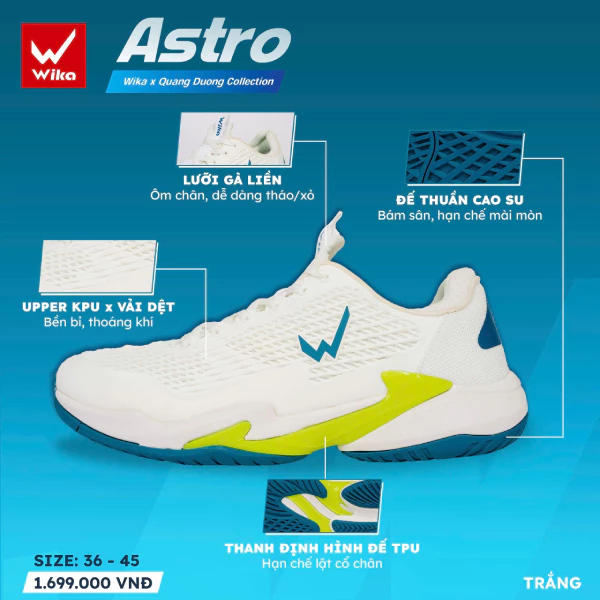 Wika
Astro
Wika x Quang Duong Collection
LƯỠI GÀ LIỀN
Ôm chân, dễ dàng tháo/xỏ
ĐẾ THUẦN CAO SU
Bám sân, hạn chế mài mòn
UPPER KPU x VẢI DỆT
Bền bỉ, thoáng khí
THANH ĐỊNH HÌNH ĐẾ TPU
Hạn chế lật cổ chân
SIZE: 36 - 45
1.699.000 VNĐ
TRẮNG